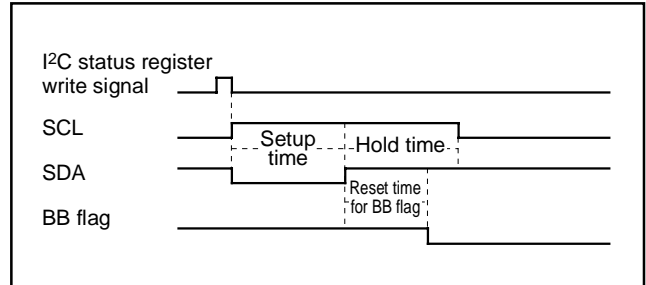 I²C status register
write signal
SCL
Setup
time
Hold time
SDA
Reset time
for BB flag
BB flag